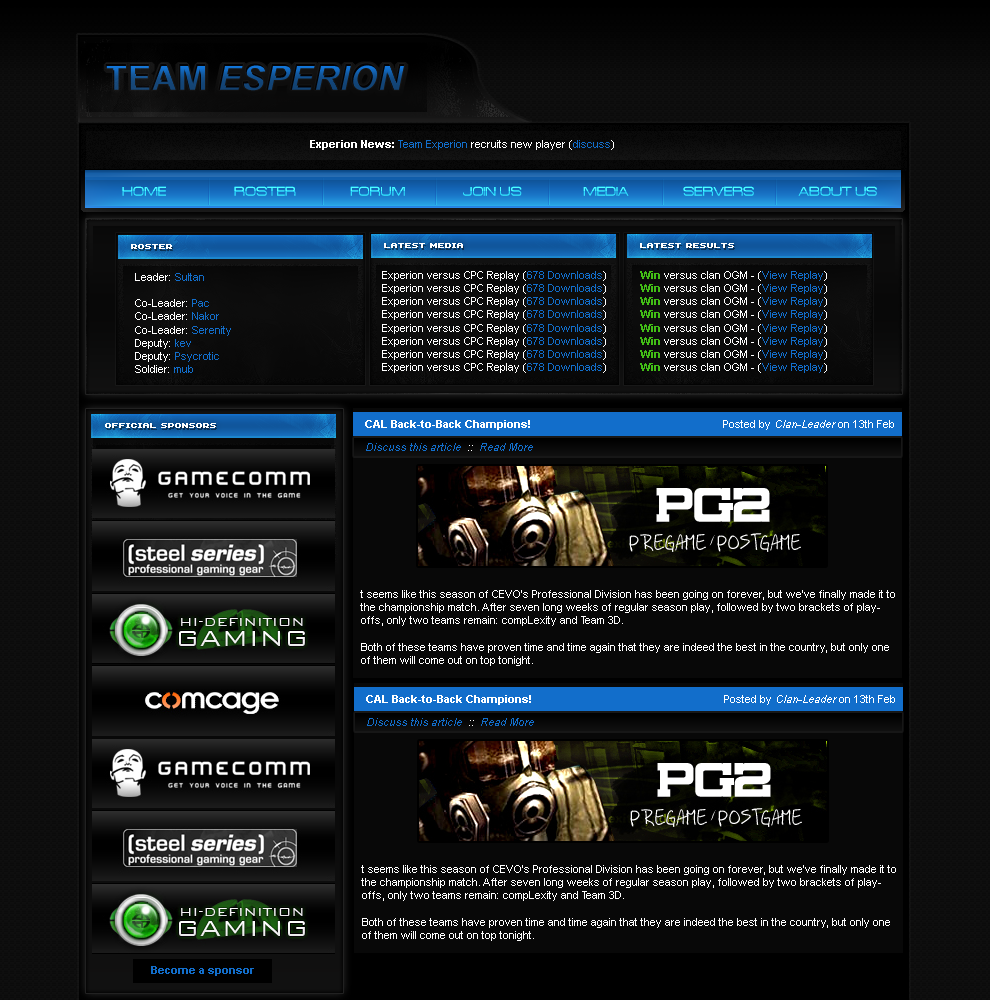 TEAM ESPERION
Experion News: Team Experion recruits new player (discuss)
HOME ROSTER FORUM JOIN US MEDIA SERVERS ABOUT US
ROSTER
Leader: Sultan
Co-Leader: Pac
Co-Leader: Nakor
Co-Leader: Serenity
Deputy: kev
Deputy: Psycrotic
Soldier: mub
LATEST MEDIA
Experion versus CPC Replay (678 Downloads)
Experion versus CPC Replay (678 Downloads)
Experion versus CPC Replay (678 Downloads)
Experion versus CPC Replay (678 Downloads)
Experion versus CPC Replay (678 Downloads)
Experion versus CPC Replay (678 Downloads)
Experion versus CPC Replay (678 Downloads)
Experion versus CPC Replay (678 Downloads)
LATEST RESULTS
Win versus clan OGM - (View Replay)
Win versus clan OGM - (View Replay)
Win versus clan OGM - (View Replay)
Win versus clan OGM - (View Replay)
Win versus clan OGM - (View Replay)
Win versus clan OGM - (View Replay)
Win versus clan OGM - (View Replay)
Win versus clan OGM - (View Replay)
OFFICIAL SPONSORS
GAMECOMM
GET YOUR VOICE IN THE GAME
(steel series)
professional gaming gear
HI-DEFINITION
GAMING
comcage
GAMECOMM
GET YOUR VOICE IN THE GAME
(steel series)
professional gaming gear
HI-DEFINITION
GAMING
Become a sponsor
CAL Back-to-Back Champions! Posted by Clan-Leader on 13th Feb
Discuss this article :: Read More
PG2
PREGAME/POSTGAME
t seems like this season of CEVO's Professional Division has been going on forever, but we've finally made it to
the championship match. After seven long weeks of regular season play, followed by two brackets of play-
offs, only two teams remain: compLexity and Team 3D.
Both of these teams have proven time and time again that they are indeed the best in the country, but only one
of them will come out on top tonight.
CAL Back-to-Back Champions! Posted by Clan-Leader on 13th Feb
Discuss this article :: Read More
PG2
PREGAME/POSTGAME
t seems like this season of CEVO's Professional Division has been going on forever, but we've finally made it to
the championship match. After seven long weeks of regular season play, followed by two brackets of play-
offs, only two teams remain: compLexity and Team 3D.
Both of these teams have proven time and time again that they are indeed the best in the country, but only one
of them will come out on top tonight.